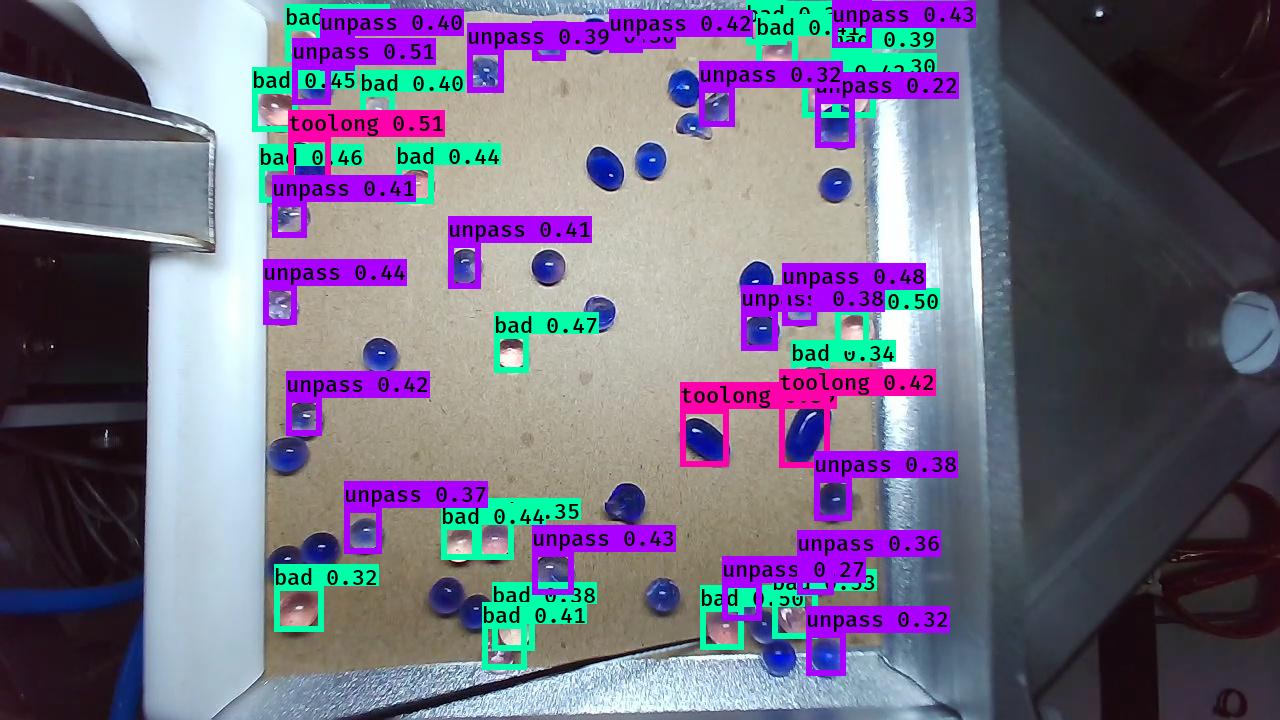 bad
unpass 0.40
unpass 0.42
unpass 0.43
unpass 0.39
bad
0.39
unpass 0.51
bad 0.45
bad 0.40
unpass 0.32
unpass 0.22
toolong 0.51
bad 0.46
bad 0.44
unpass 0.41
unpass 0.41
unpass 0.44
unpass 0.48
unpass 0.38
0.50
bad 0.47
bad 0.34
unpass 0.42
toolong
toolong 0.42
unpass 0.38
unpass 0.37
bad 0.44
unpass 0.43
unpass 0.36
bad 0.32
unpass 0.27
bad 0.38
bad 0.50
bad 0.41
unpass 0.32